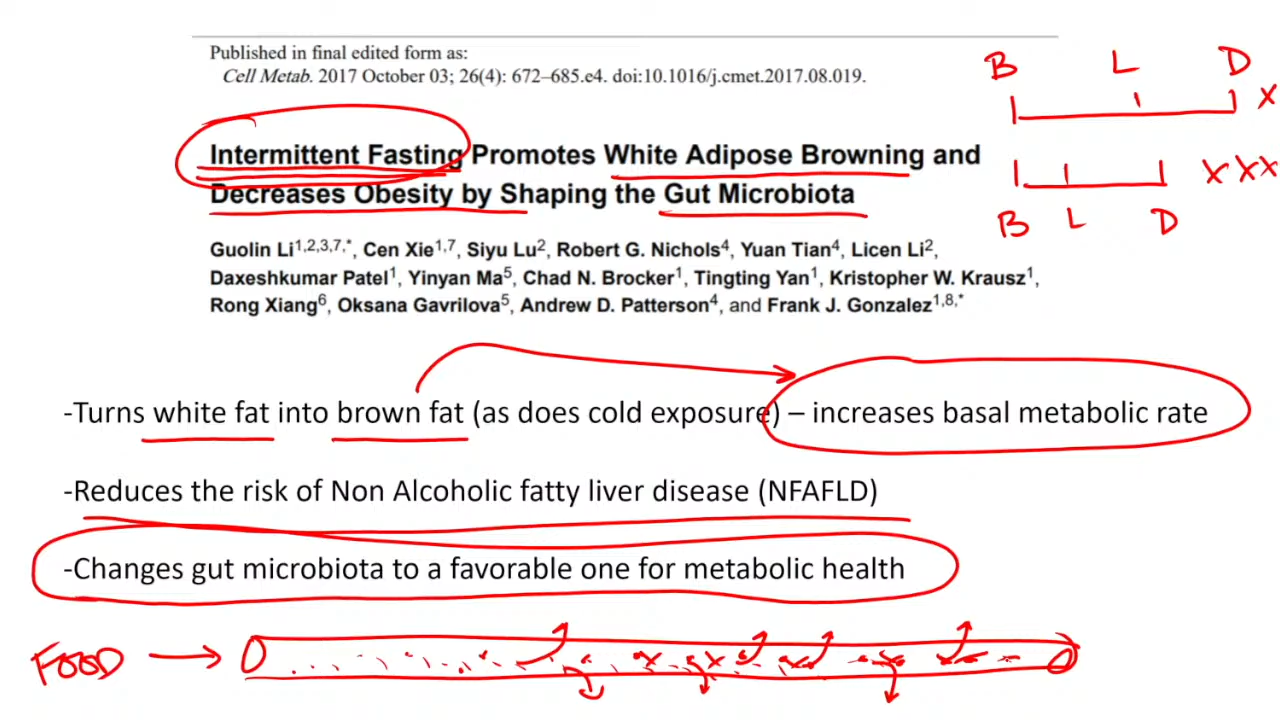 Published in final edited form as:
Cell Metab. 2017 October 03; 26(4): 672–685.e4. doi:10.1016/j.cmet.2017.08.019.
B L D
X
Intermittent Fasting Promotes White Adipose Browning and
Decreases Obesity by Shaping the Gut Microbiota
X X X
B L D
Guolin Li1,2,3,7,*, Cen Xie1,7, Siyu Lu2, Robert G. Nichols4, Yuan Tian4, Licen Li2,
Daxeshkumar Patel1, Yinyan Ma5, Chad N. Brocker1, Tingting Yan1, Kristopher W. Krausz1,
Rong Xiang6, Oksana Gavrilova5, Andrew D. Patterson4, and Frank J. Gonzalez1,8,*
-Turns white fat into brown fat (as does cold exposure) – increases basal metabolic rate
-Reduces the risk of Non Alcoholic fatty liver disease (NFAFLD)
-Changes gut microbiota to a favorable one for metabolic health
FOOD